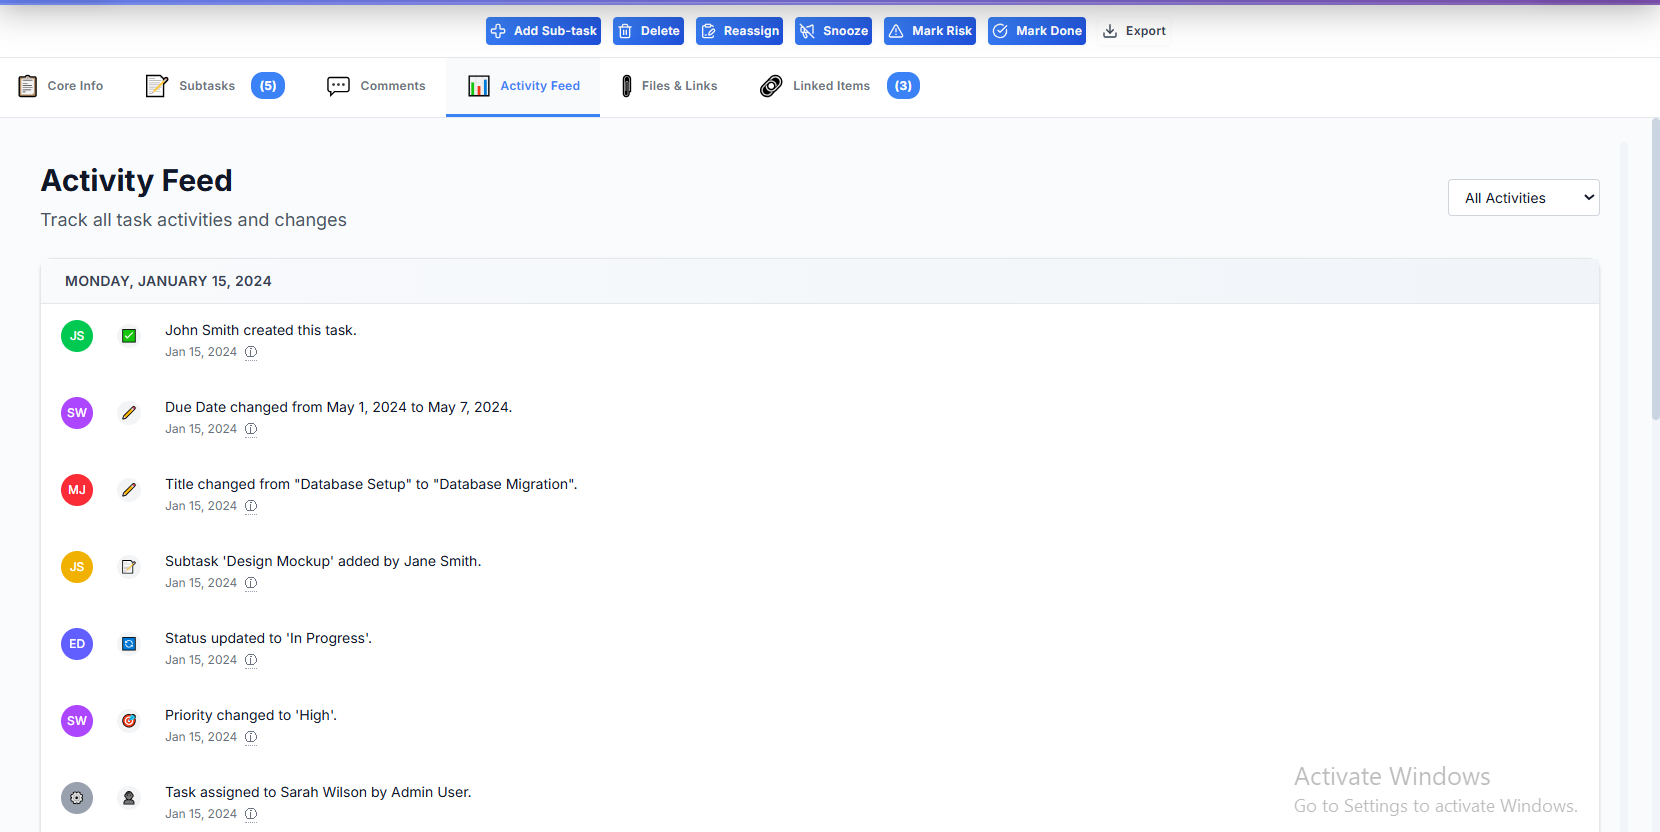 Add Sub-task Delete Reassign Snooze Mark Risk Mark Done Export
Core Info Subtasks (5) Comments Activity Feed Files & Links Linked Items (3)
Activity Feed
Track all task activities and changes
All Activities
MONDAY, JANUARY 15, 2024
JS John Smith created this task.
Jan 15, 2024
SW Due Date changed from May 1, 2024 to May 7, 2024.
Jan 15, 2024
MJ Title changed from "Database Setup" to "Database Migration".
Jan 15, 2024
JS Subtask 'Design Mockup' added by Jane Smith.
Jan 15, 2024
ED Status updated to 'In Progress'.
Jan 15, 2024
SW Priority changed to 'High'.
Jan 15, 2024
Task assigned to Sarah Wilson by Admin User.
Jan 15, 2024
Activate Windows
Go to Settings to activate Windows.